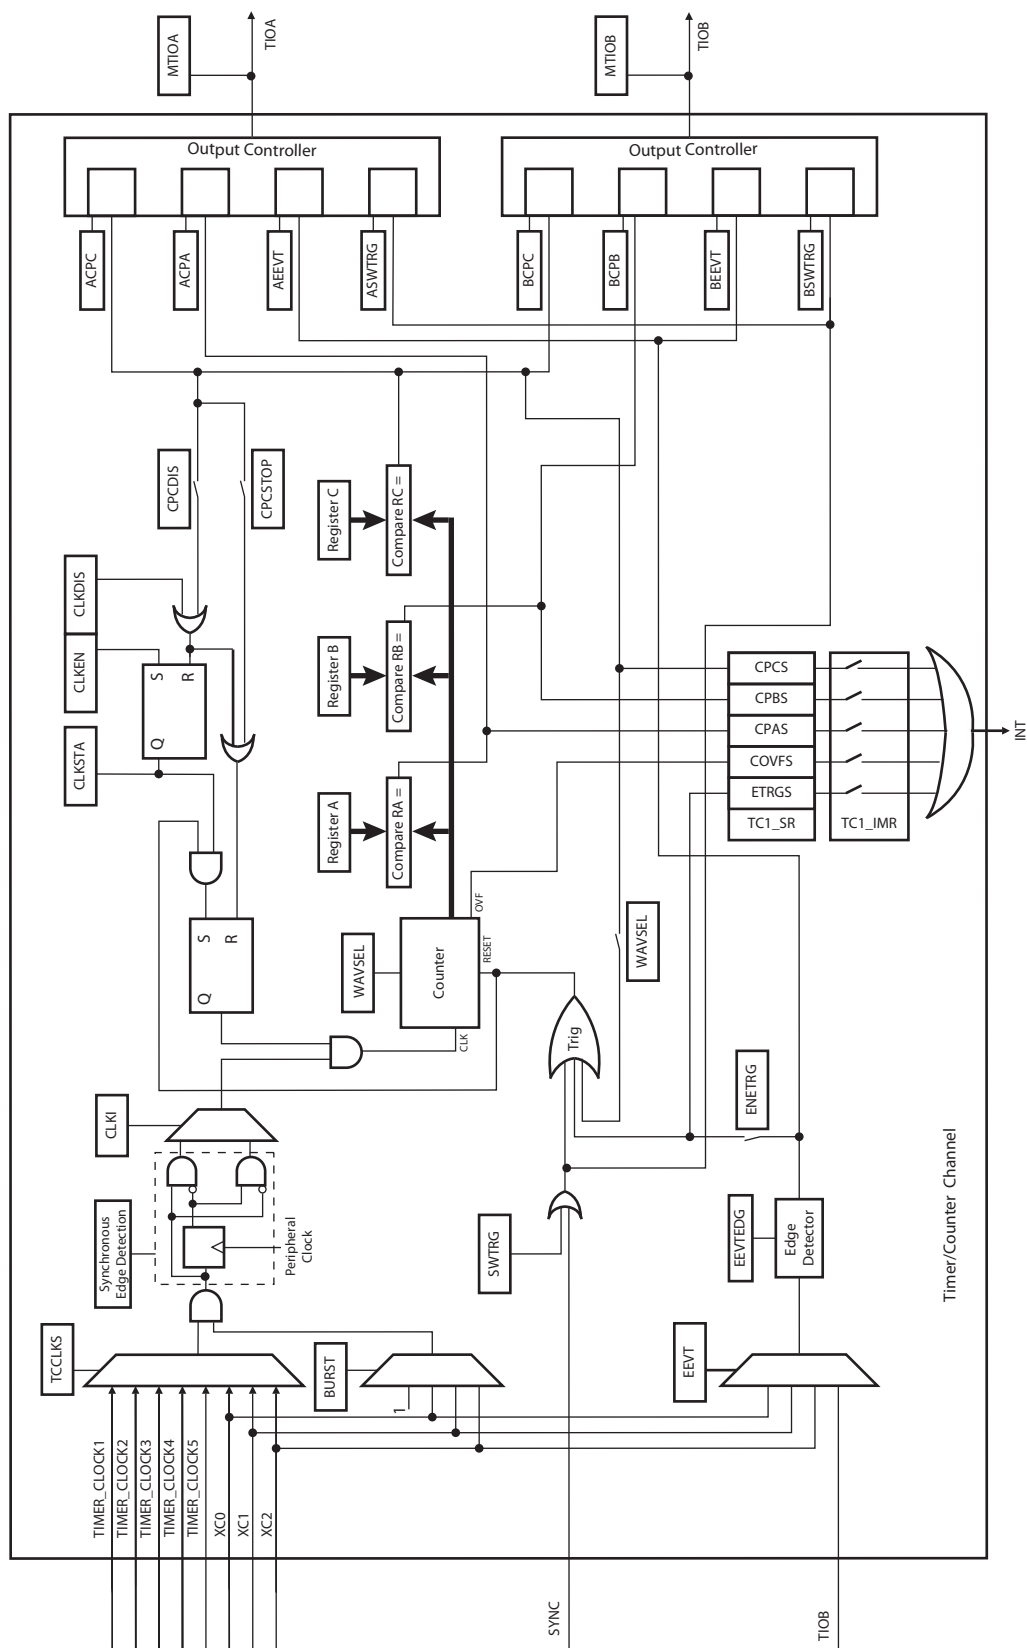 MTIOA
TIOA
MTIOB
TIOB
Output Controller
Output Controller
ACPC
ACPA
AEEVT
ASWTRG
BCPC
BCPB
BEEVT
BSWTRG
CPCDIS
CPCSTOP
Register C
Compare RC =
CLKDIS
CLKEN
CLKSTA
S
R
Q
Register B
Compare RB =
Register A
Compare RA =
CPCS
CPBS
CPAS
COVFS
ETRGS
TC1_SR
TC1_IMR
INT
S
R
Q
WAVSEL
Counter
OVF
RESET
CLK
WAVSEL
Trig
ENETRG
CLKI
Synchronous
Edge Detection
Peripheral
Clock
SWTRG
EEVTEDG
Edge
Detector
Timer/Counter Channel
TCCLKS
BURST
1
EEVT
TIMER_CLOCK1
TIMER_CLOCK2
TIMER_CLOCK3
TIMER_CLOCK4
TIMER_CLOCK5
XC0
XC1
XC2
SYNC
TIOB